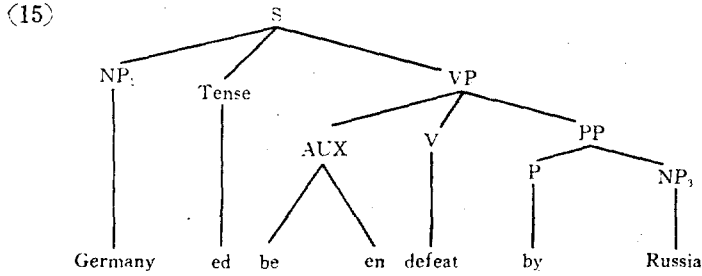 (15)
S
NP₁ Tense VP
AUX V PP
P NP₃
Germany ed be en defeat by Russia